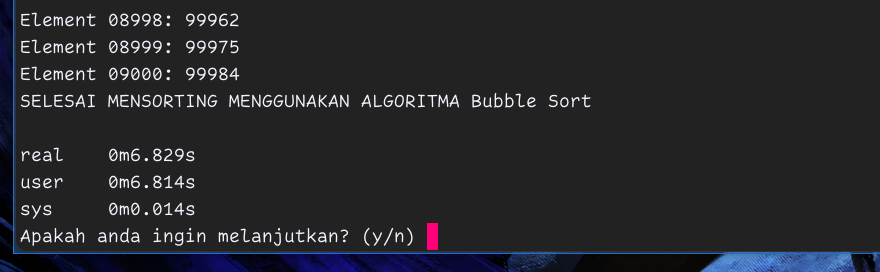 Element 08998: 99962
Element 08999: 99975
Element 09000: 99984
SELESAI MENSORTING MENGGUNAKAN ALGORITMA Bubble Sort
real 0m6.829s
user 0m6.814s
sys 0m0.014s
Apakah anda ingin melanjutkan? (y/n)